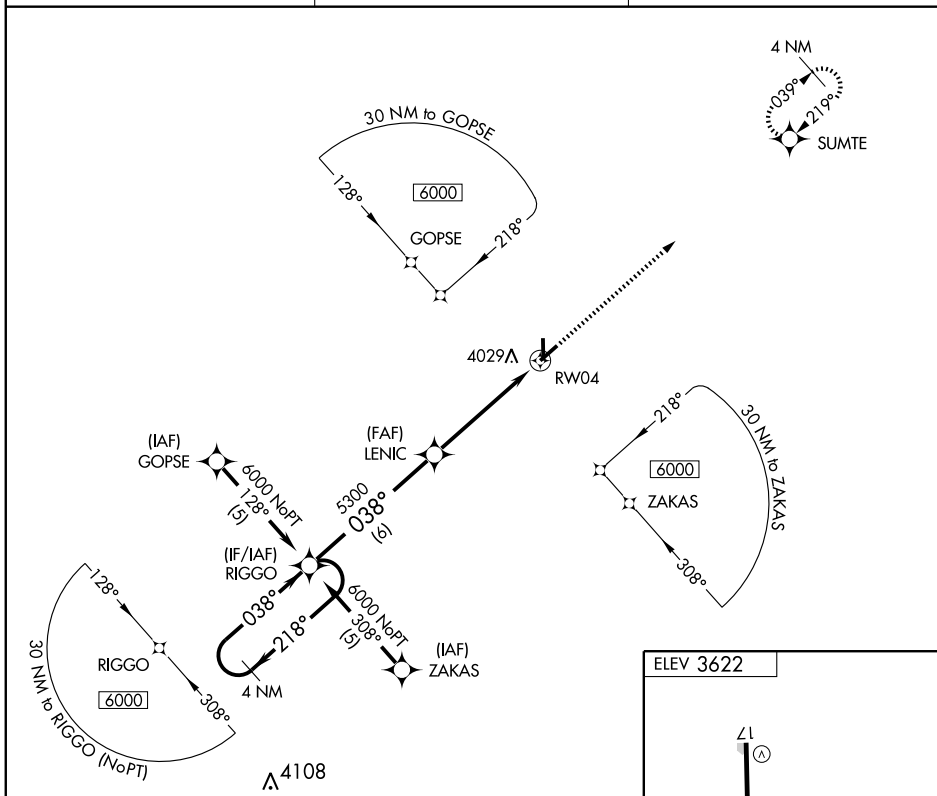 4 NM
039°
219°
SUMTE
30 NM to GOPSE
128°
6000
218°
GOPSE
4029
RW04
(FAF)
LENIC
(IAF)
GOPSE
6000 NoPT
128°
(5)
5300
038°
(6)
(IF/IAF)
RIGGO
038°
218°
4 NM
6000 NoPT
308°
(5)
(IAF)
ZAKAS
218°
30 NM to ZAKAS
6000
ZAKAS
308°
128°
RIGGO
6000
308°
30 NM to RIGGO (NoPT)
4108
ELEV 3622
17
V